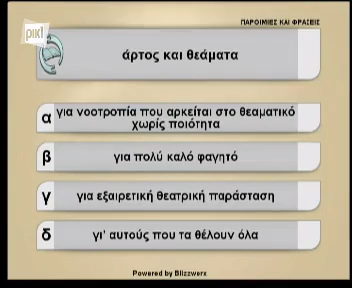 ΠΑΡΟΙΜΙΕΣ ΚΑΙ ΦΡΑΣΕΙΣ
ρικ!
άρτος και θεάματα
α για νοοτροπία που αρκείται στο θεαματικό
χωρίς ποιότητα
β για πολύ καλό φαγητό
γ για εξαιρετική θεατρική παράσταση
δ γι' αυτούς που τα θέλουν όλα
Powered by Blizzwerx